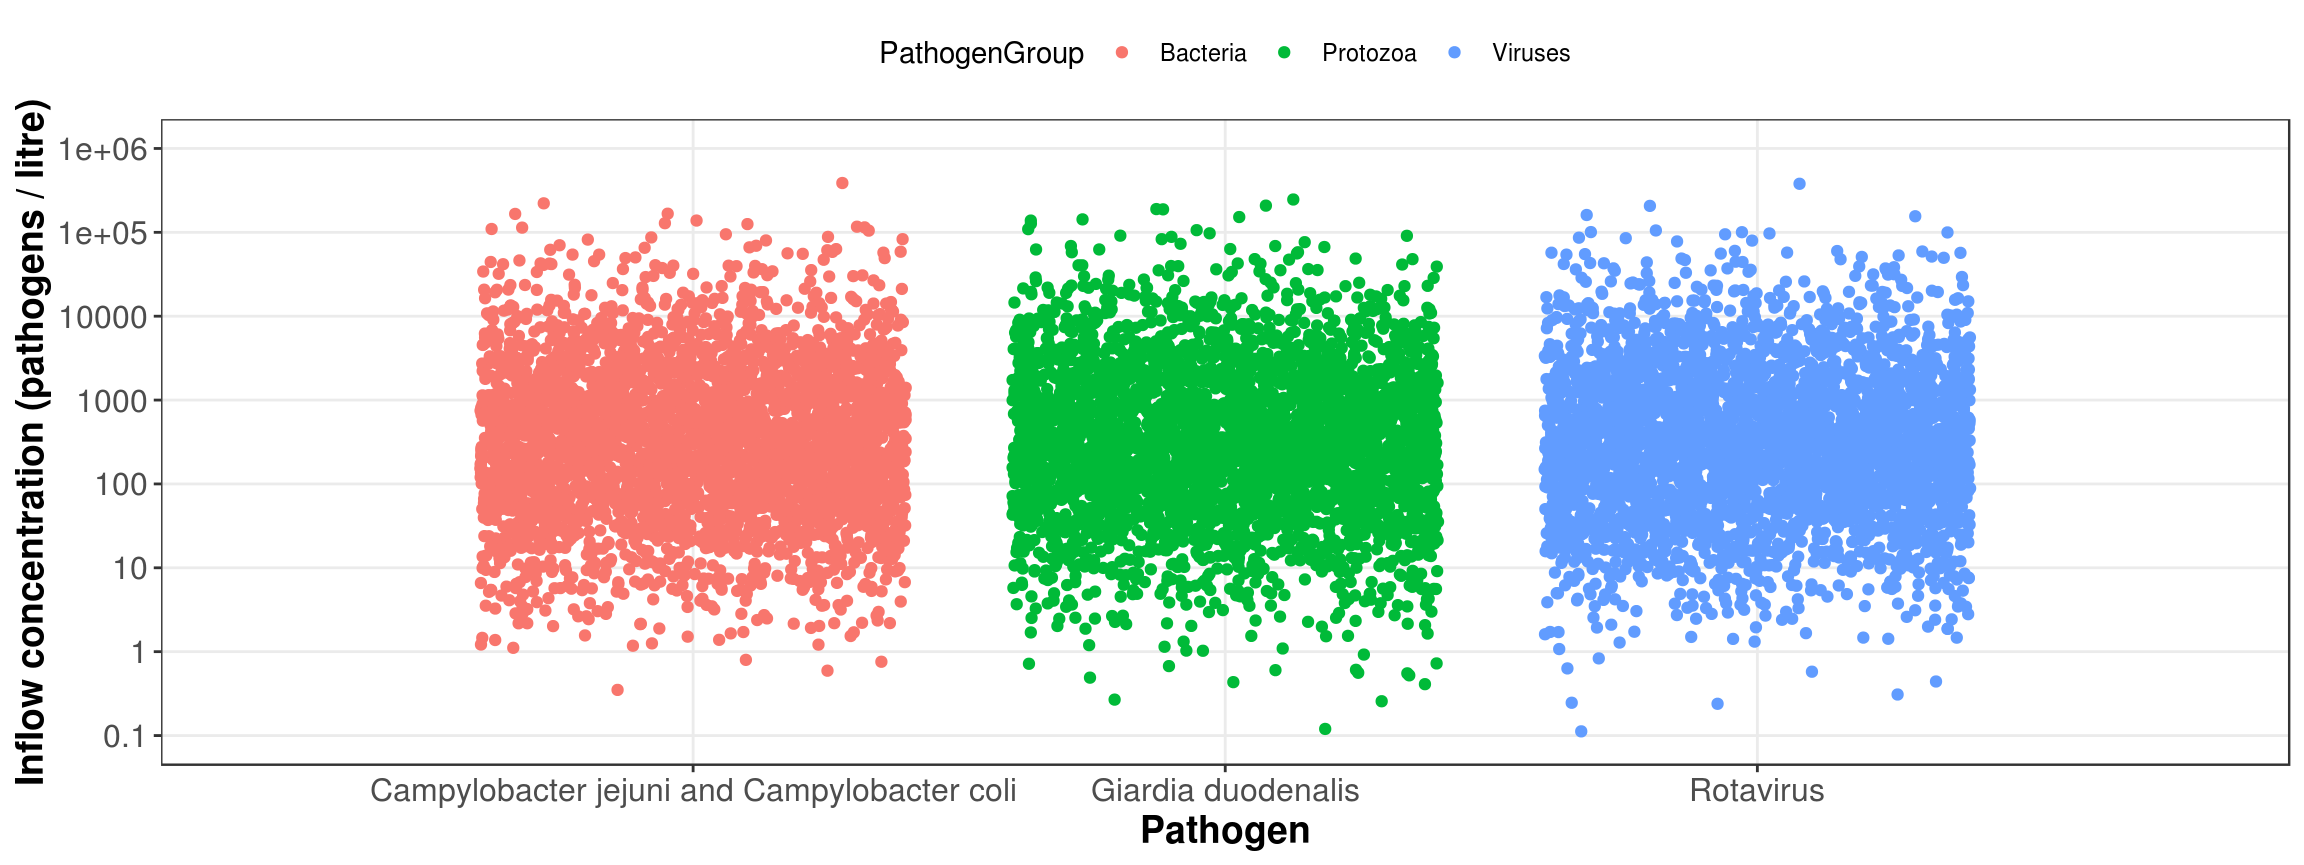 PathogenGroup Bacteria Protozoa Viruses
Inflow concentration (pathogens / litre)
1e+06
1e+05
10000
1000
100
10
1
0.1
Campylobacter jejuni and Campylobacter coli Giardia duodenalis Rotavirus
Pathogen